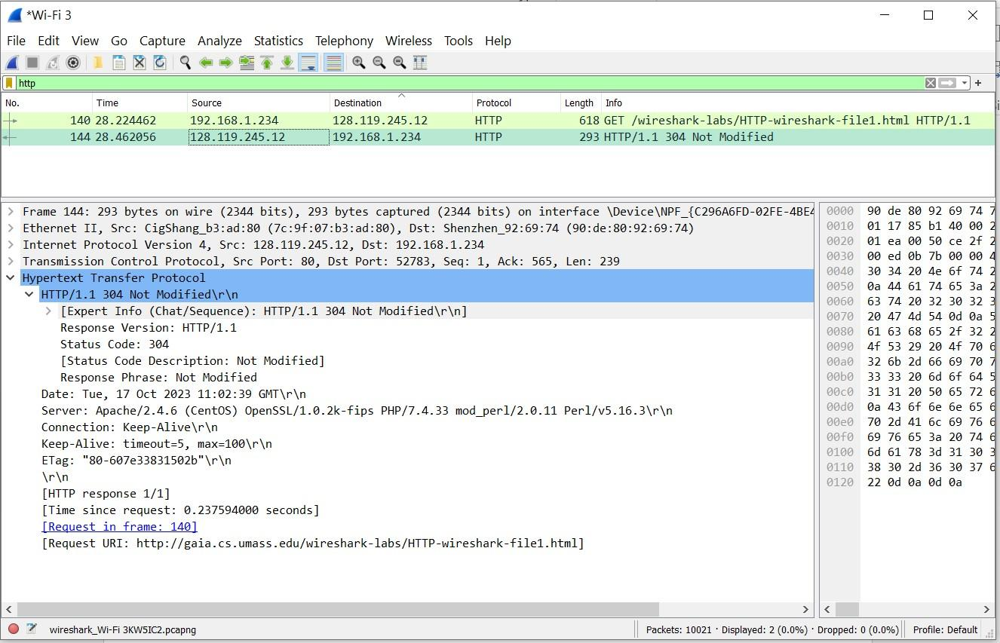 *Wi-Fi 3
File Edit View Go Capture Analyze Statistics Telephony Wireless Tools Help
http
No. Time Source Destination Protocol Length Info
140 28.224462 192.168.1.234 128.119.245.12 HTTP 618 GET /wireshark-labs/HTTP-wireshark-file1.html HTTP/1.1
144 28.462056 128.119.245.12 192.168.1.234 HTTP 293 HTTP/1.1 304 Not Modified
Frame 144: 293 bytes on wire (2344 bits), 293 bytes captured (2344 bits) on interface \Device\NPF_{C296A6FD-02FE-4BE4
Ethernet II, Src: CigShang_b3:ad:80 (7c:9f:07:b3:ad:80), Dst: Shenzhen_92:69:74 (90:de:80:92:69:74)
Internet Protocol Version 4, Src: 128.119.245.12, Dst: 192.168.1.234
Transmission Control Protocol, Src Port: 80, Dst Port: 52783, Seq: 1, Ack: 565, Len: 239
Hypertext Transfer Protocol
HTTP/1.1 304 Not Modified\r\n
[Expert Info (Chat/Sequence): HTTP/1.1 304 Not Modified\r\n]
Response Version: HTTP/1.1
Status Code: 304
[Status Code Description: Not Modified]
Response Phrase: Not Modified
Date: Tue, 17 Oct 2023 11:02:39 GMT\r\n
Server: Apache/2.4.6 (CentOS) OpenSSL/1.0.2k-fips PHP/7.4.33 mod_perl/2.0.11 Perl/v5.16.3\r\n
Connection: Keep-Alive\r\n
Keep-Alive: timeout=5, max=100\r\n
ETag: "80-607e33831502b"\r\n
\r\n
[HTTP response 1/1]
[Time since request: 0.237594000 seconds]
[Request in frame: 140]
[Request URI: http://gaia.cs.umass.edu/wireshark-labs/HTTP-wireshark-file1.html]
0000 90 de 80 92 69 74
0010 01 17 85 b1 40 00
0020 01 ea 00 50 ce 2f
0030 00 ed 0b 7b 00 00
0040 30 34 20 4e 6f 74
0050 0a 44 61 74 65 3a
0060 63 74 20 32 30 32
0070 20 47 4d 54 0d 0a
0080 61 63 68 65 2f 32
0090 4f 53 29 20 4f 70
00a0 32 6b 2d 66 69 70
00b0 33 33 20 6d 6f 64
00c0 31 31 20 50 65 72
00d0 0a 43 6f 6e 6e 65
00e0 70 2d 41 6c 69 76
00f0 69 76 65 3a 20 74
0100 6d 61 78 3d 31 30
0110 38 30 2d 36 30 37
0120 22 0d 0a 0d 0a
wireshark_Wi-Fi 3KW5IC2.pcapng Packets: 10021 · Displayed: 2 (0.0%) · Dropped: 0 (0.0%) Profile: Default